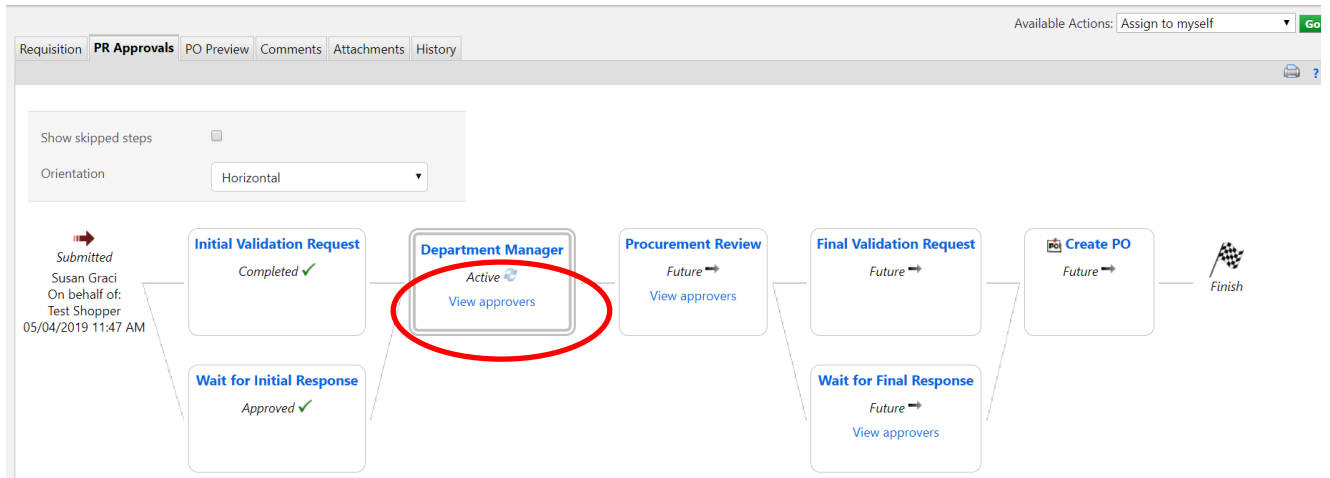 Available Actions: Assign to myself Go
Requisition PR Approvals PO Preview Comments Attachments History
?
Show skipped steps
Orientation Horizontal
Submitted
Susan Graci
On behalf of:
Test Shopper
05/04/2019 11:47 AM
Initial Validation Request
Completed
Wait for Initial Response
Approved
Department Manager
Active
View approvers
Procurement Review
Future
View approvers
Final Validation Request
Future
Wait for Final Response
Future
View approvers
PO Create PO
Future
Finish